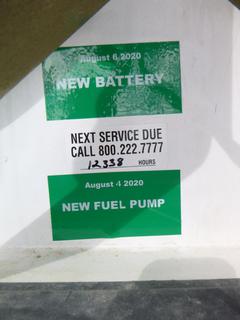 August 6 2020
NEW BATTERY
NEXT SERVICE DUE
CALL 800.222.7777
12338 HOURS
August 4 2020
NEW FUEL PUMP